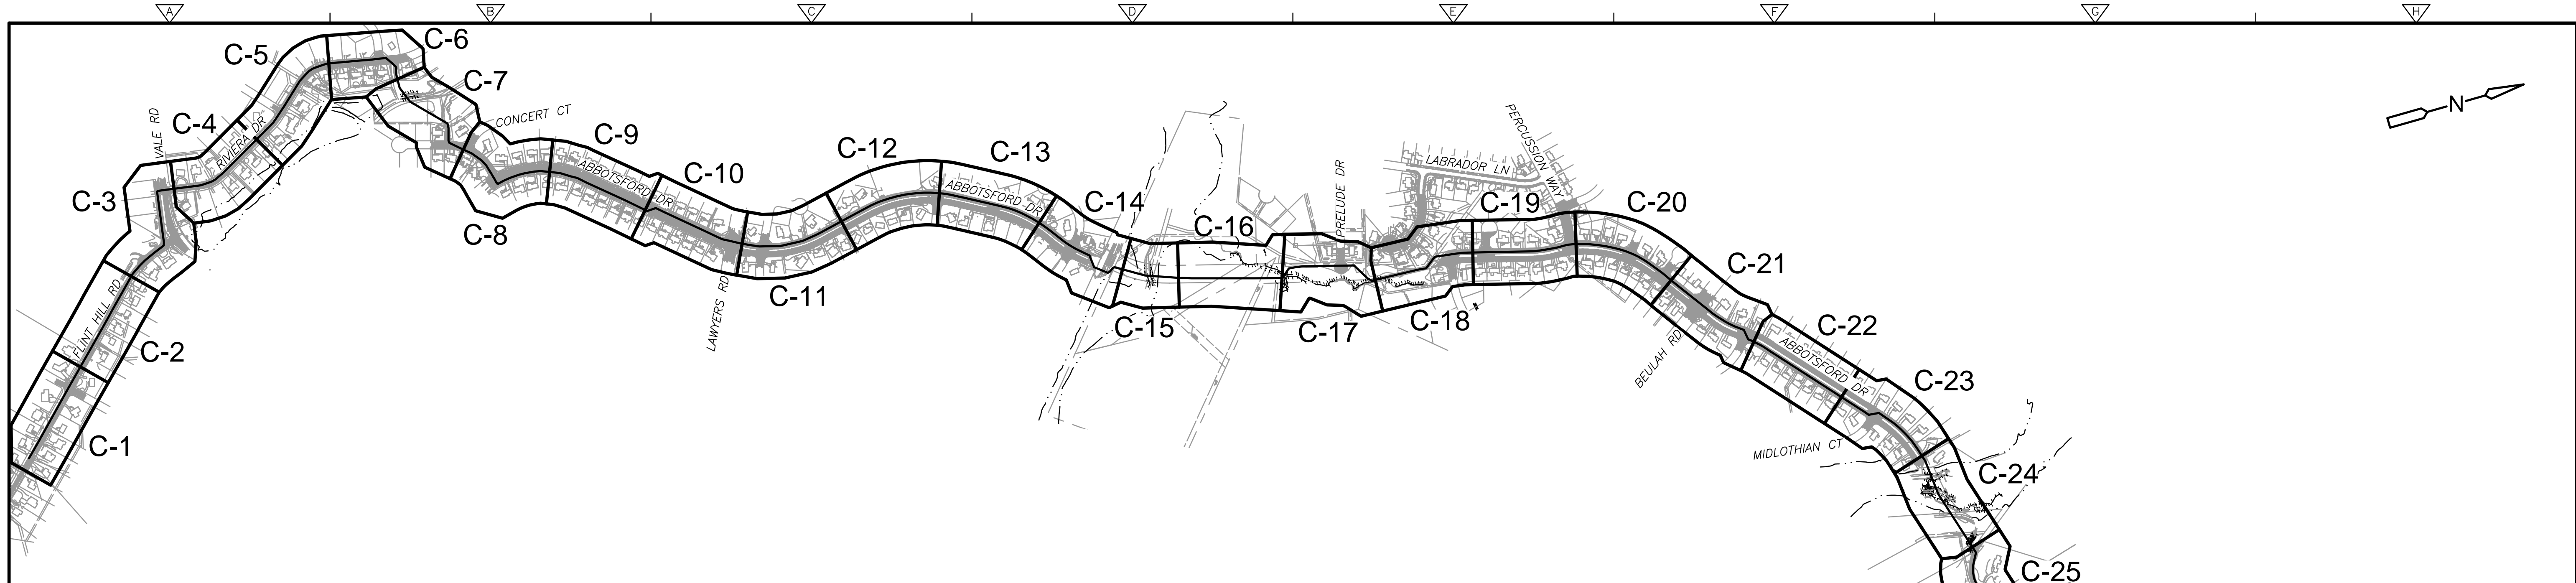 A
B
C
D
E
F
G
H
C-6
C-5
C-7
CONCERT CT
VALE RD
C-4
RIVIERA DR
C-9
PERCUSSION WAY
C-12
C-13
LABRADOR LN
C-10
ABBOTSFORD DR
ABBOTSFORD DR
PRELUDE DR
C-3
C-14
C-19
C-20
C-16
C-8
N
C-21
FLINT HILL RD
LAWYERS RD
C-11
C-15
C-17
C-18
C-22
C-2
BEULAH RD
ABBOTSFORD DR
C-23
C-1
MIDLOTHIAN CT
C-24
C-25